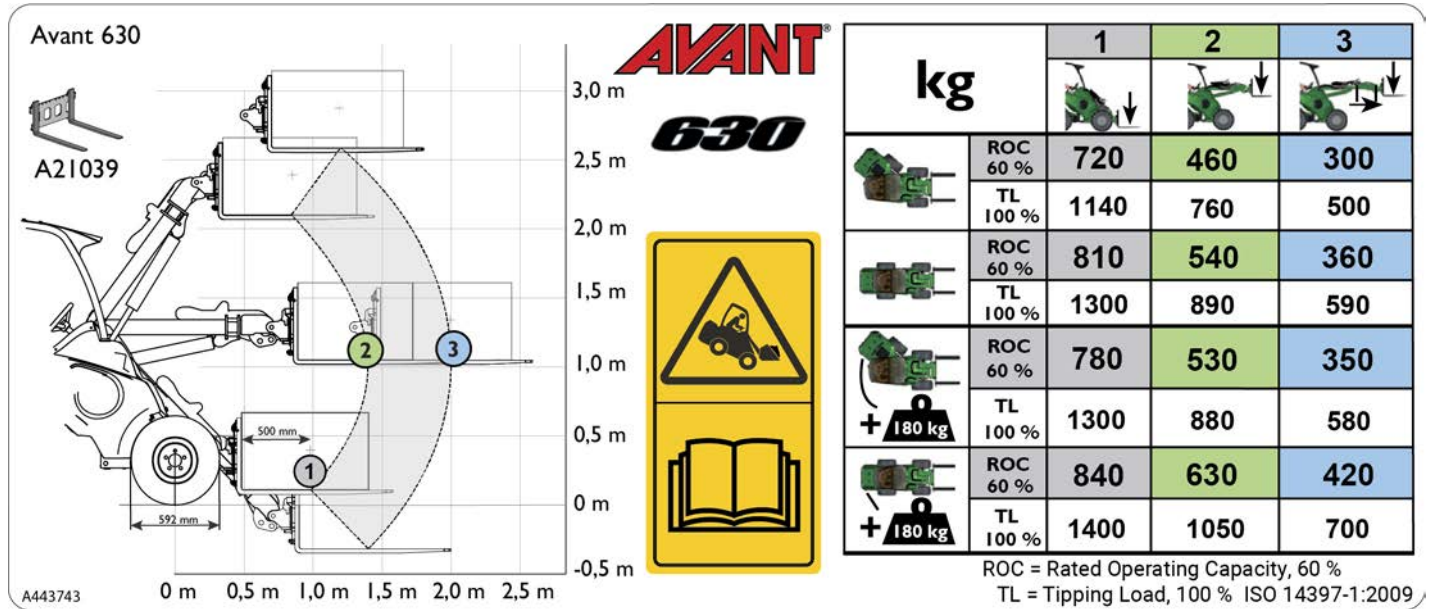 Avant 630
A21039
500 mm
1
2
3
592 mm
3,0 m
2,5 m
2,0 m
1,5 m
1,0 m
0,5 m
0 m
-0,5 m
0 m 0,5 m 1,0 m 1,5 m 2,0 m 2,5 m
A443743
AVANT®
630
kg 1 2 3
ROC 60 % 720 460 300
TL 100 % 1140 760 500
ROC 60 % 810 540 360
TL 100 % 1300 890 590
ROC 60 % 780 530 350
+ 180 kg TL 100 % 1300 880 580
ROC 60 % 840 630 420
+ 180 kg TL 100 % 1400 1050 700
ROC = Rated Operating Capacity, 60 %
TL = Tipping Load, 100 % ISO 14397-1:2009